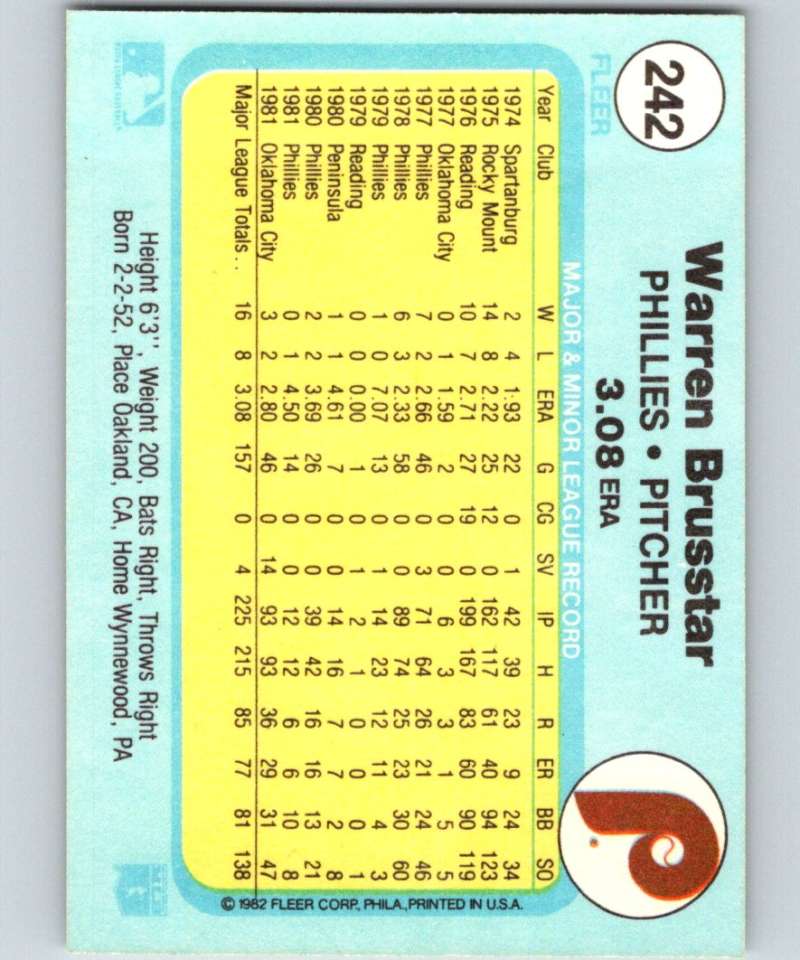 242
FLEER
Warren Brusstar
PHILLIES • PITCHER
3.08 ERA
MAJOR & MINOR LEAGUE RECORD
Year Club W L ERA G CG SV IP H R ER BB SO
1974 Spartanburg 2 4 1.93 22 0 1 42 39 23 9 24 34
1975 Rocky Mount 14 8 2.22 25 12 0 162 117 61 40 94 123
1976 Reading 10 7 2.71 27 19 0 199 167 83 60 90 119
1977 Oklahoma City 0 1 1.59 2 0 0 6 3 3 1 5 5
1977 Phillies 7 2 2.66 46 0 3 71 64 26 21 24 46
1978 Phillies 6 3 2.33 58 0 0 89 74 25 23 30 60
1979 Phillies 1 0 7.07 13 0 1 14 23 12 11 4 3
1979 Reading 0 0 0.00 1 0 1 2 1 0 0 0 1
1980 Peninsula 1 1 4.61 7 0 0 14 16 7 7 2 8
1980 Phillies 2 2 3.69 26 0 0 39 42 16 16 13 21
1981 Phillies 0 1 4.50 14 0 0 12 12 6 6 10 8
1981 Oklahoma City 3 2 2.80 46 0 14 93 93 36 29 31 47
Major League Totals.. 16 8 3.08 157 0 4 225 215 85 77 81 138
© 1982 FLEER CORP., PHILA., PRINTED IN U.S.A.
Height 6'3'', Weight 200, Bats Right, Throws Right
Born 2-2-52, Place Oakland, CA, Home Wynnewood, PA